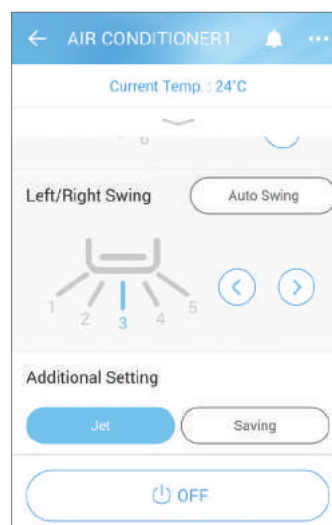 AIR CONDITIONER1
Current Temp. : 24°C
6
Left/Right Swing
Auto Swing
1 2 3 4 5
Additional Setting
Jet
Saving
OFF